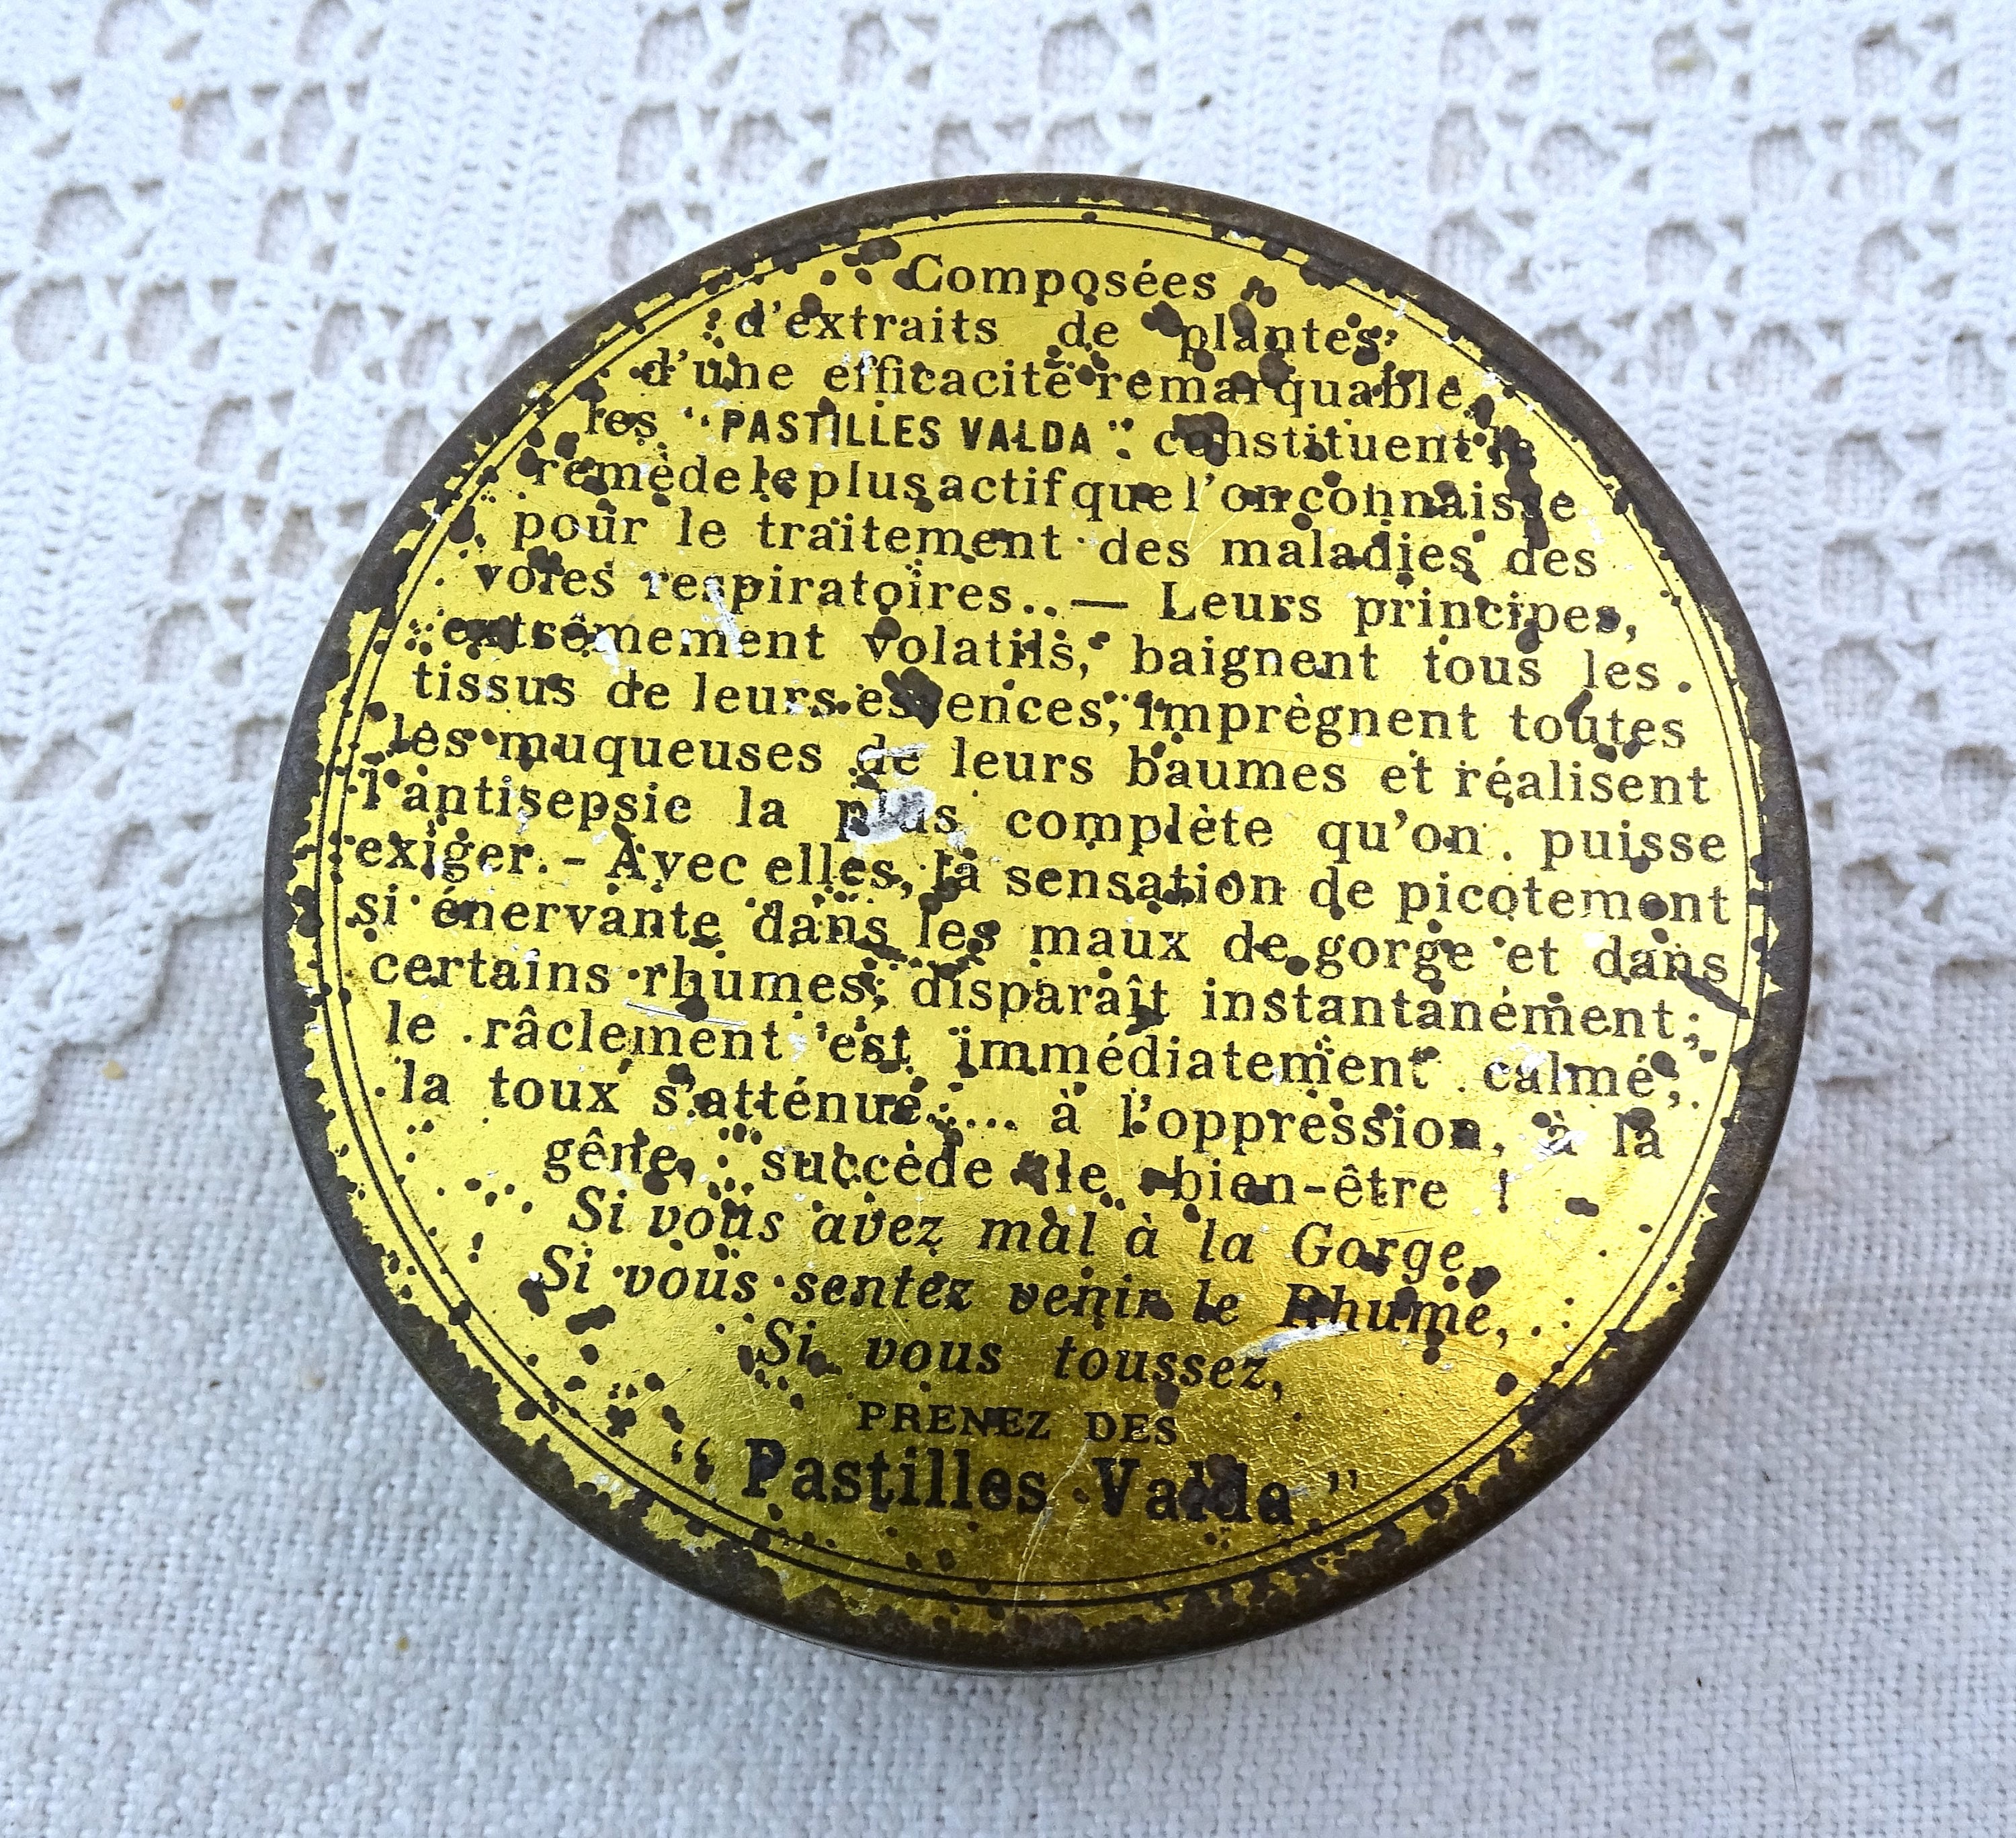 Composées
d'extraits de plantes
d'une efficacité remarquable,
les "PASTILLES VALDA" constituent le
remède le plus actif que l'on connaisse
pour le traitement des maladies des
voies respiratoires. — Leurs principes,
extrêmement volatils, baignent tous les
tissus de leurs essences, imprègnent toutes
les muqueuses de leurs baumes et réalisent
l'antisepsie la plus complète qu'on puisse
exiger. - Avec elles, la sensation de picotement
si énervante dans les maux de gorge et dans
certains rhumes, disparaît instantanément;
le râclement est immédiatement calmé;
la toux s'atténue.... à l'oppression, à la
gêne, succède le bien-être !
Si vous avez mal à la Gorge,
Si vous sentez venir le Rhume,
Si vous toussez,
PRENEZ DES
"Pastilles Valda"